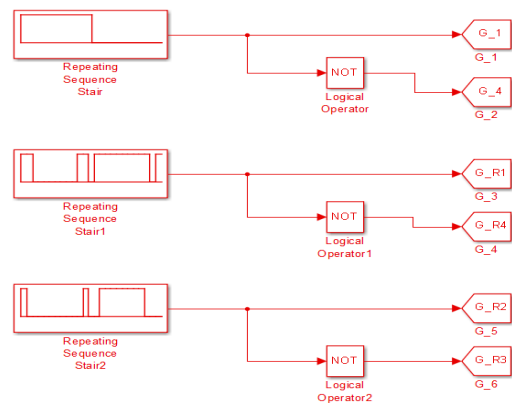 G_1
G_1
Repeating
Sequence
Stair
NOT
Logical
Operator
G_4
G_2
G_R1
G_3
Repeating
Sequence
Stair1
NOT
Logical
Operator1
G_R4
G_4
G_R2
G_5
Repeating
Sequence
Stair2
NOT
Logical
Operator2
G_R3
G_6